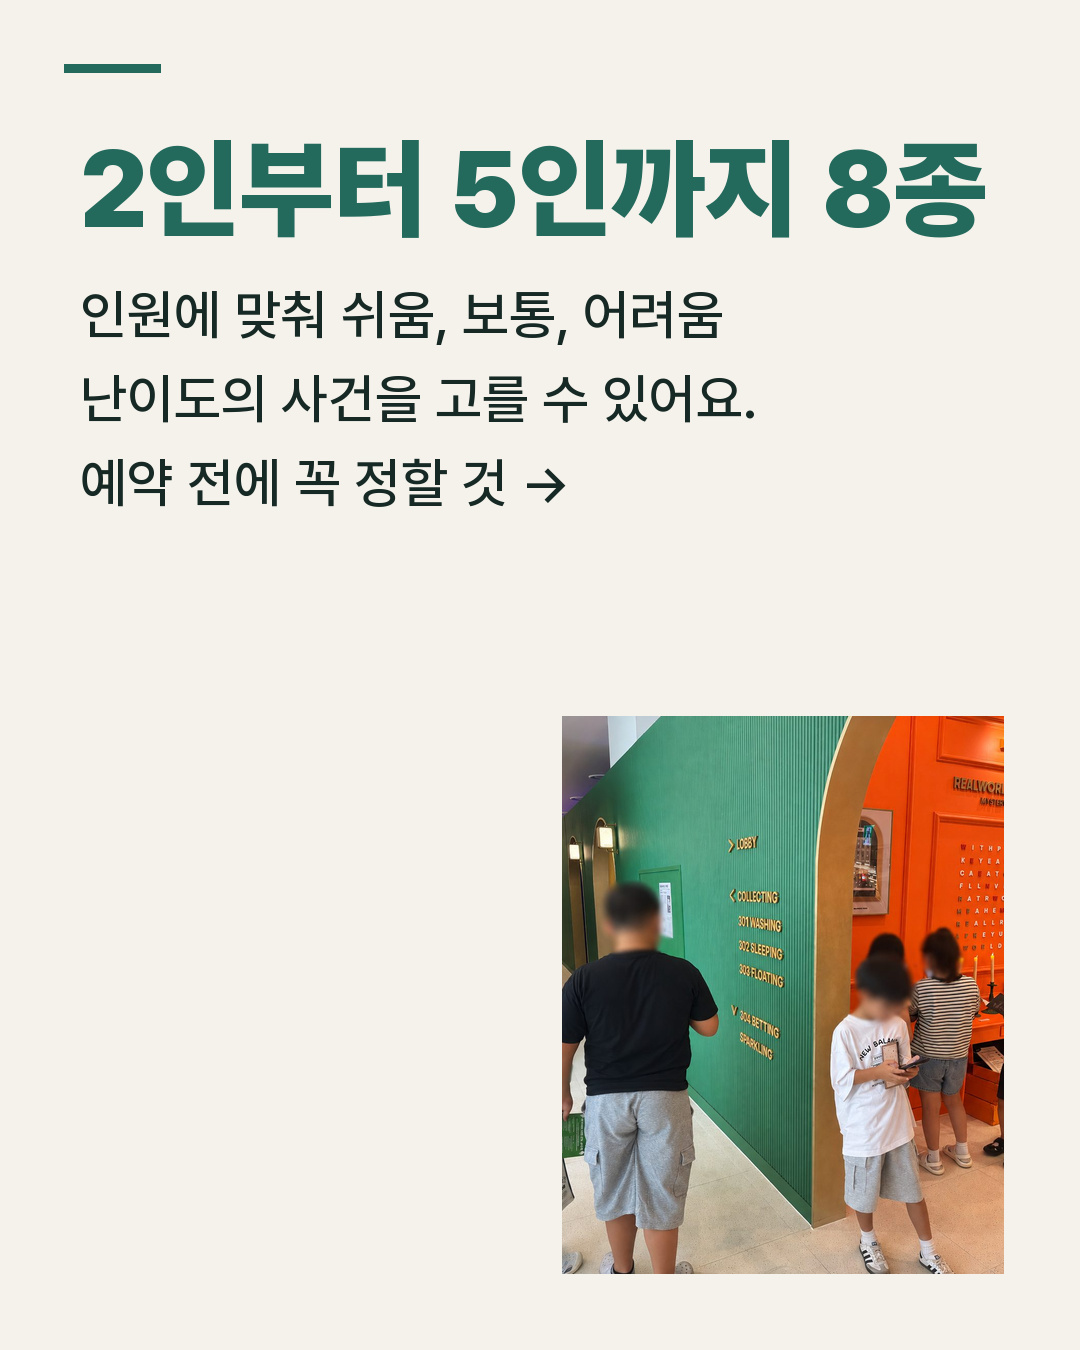 2인부터 5인까지 8종
인원에 맞춰 쉬움, 보통, 어려움
난이도의 사건을 고를 수 있어요.
예약 전에 꼭 정할 것 →
> LOBBY
< COLLECTING
301 WASHING
302 SLEEPING
303 FLOATING
304 BETTING
SPARKLING
NEW BALA